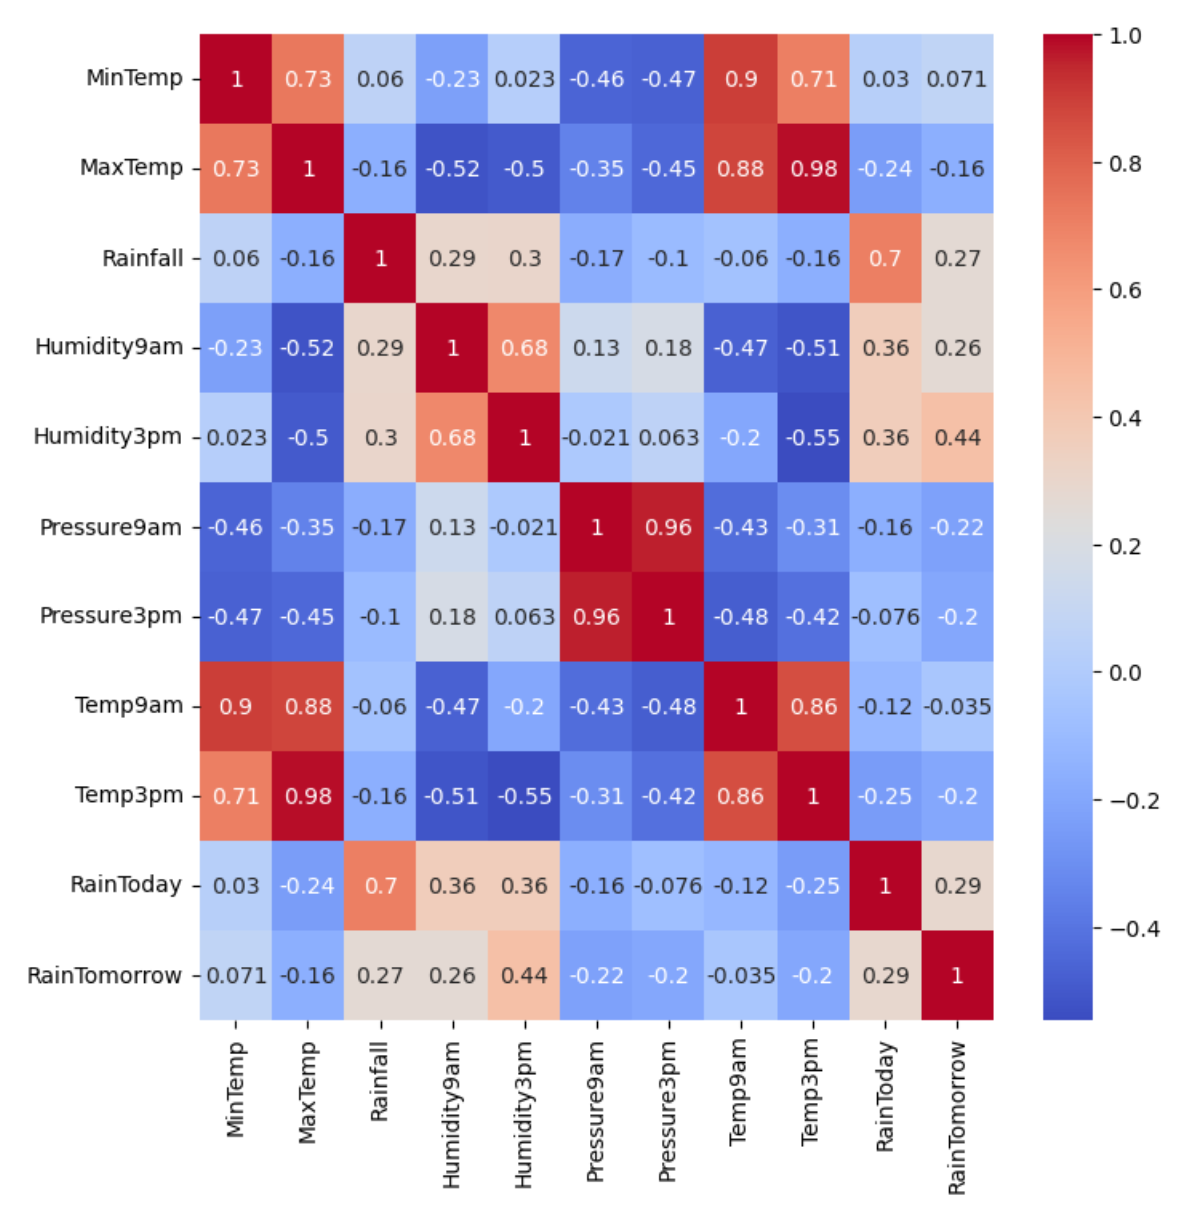 MinTemp 1 0.73 0.06 -0.23 0.023 -0.46 -0.47 0.9 0.71 0.03 0.071
MaxTemp 0.73 1 -0.16 -0.52 -0.5 -0.35 -0.45 0.88 0.98 -0.24 -0.16
Rainfall 0.06 -0.16 1 0.29 0.3 -0.17 -0.1 -0.06 -0.16 0.7 0.27
Humidity9am -0.23 -0.52 0.29 1 0.68 0.13 0.18 -0.47 -0.51 0.36 0.26
Humidity3pm 0.023 -0.5 0.3 0.68 1 -0.021 0.063 -0.2 -0.55 0.36 0.44
Pressure9am -0.46 -0.35 -0.17 0.13 -0.021 1 0.96 -0.43 -0.31 -0.16 -0.22
Pressure3pm -0.47 -0.45 -0.1 0.18 0.063 0.96 1 -0.48 -0.42 -0.076 -0.2
Temp9am 0.9 0.88 -0.06 -0.47 -0.2 -0.43 -0.48 1 0.86 -0.12 -0.035
Temp3pm 0.71 0.98 -0.16 -0.51 -0.55 -0.31 -0.42 0.86 1 -0.25 -0.2
RainToday 0.03 -0.24 0.7 0.36 0.36 -0.16 -0.076 -0.12 -0.25 1 0.29
RainTomorrow 0.071 -0.16 0.27 0.26 0.44 -0.22 -0.2 -0.035 -0.2 0.29 1
MinTemp MaxTemp Rainfall Humidity9am Humidity3pm Pressure9am Pressure3pm Temp9am Temp3pm RainToday RainTomorrow
1.0
0.8
0.6
0.4
0.2
0.0
−0.2
−0.4